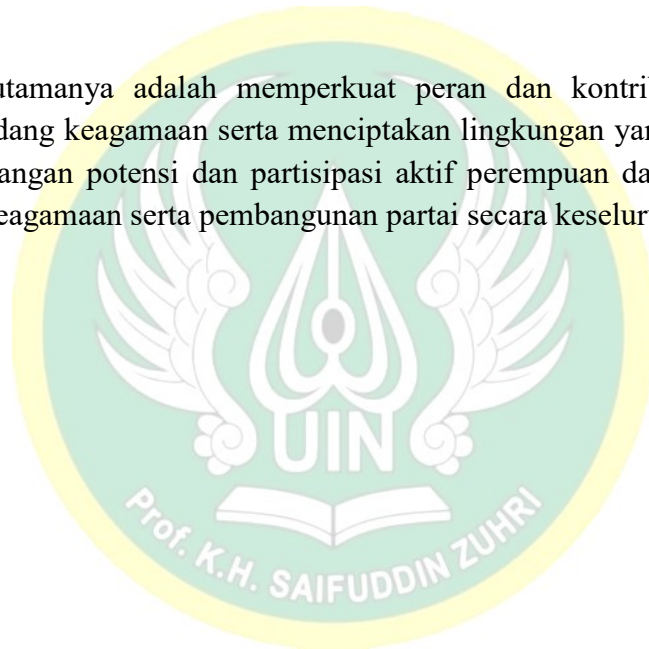 utamanya adalah memperkuat peran dan kontrib
dang keagamaan serta menciptakan lingkungan yan
angan potensi dan partisipasi aktif perempuan da
eagamaan serta pembangunan partai secara keselur
UIN
Prof. K.H. SAIFUDDIN ZUHRI